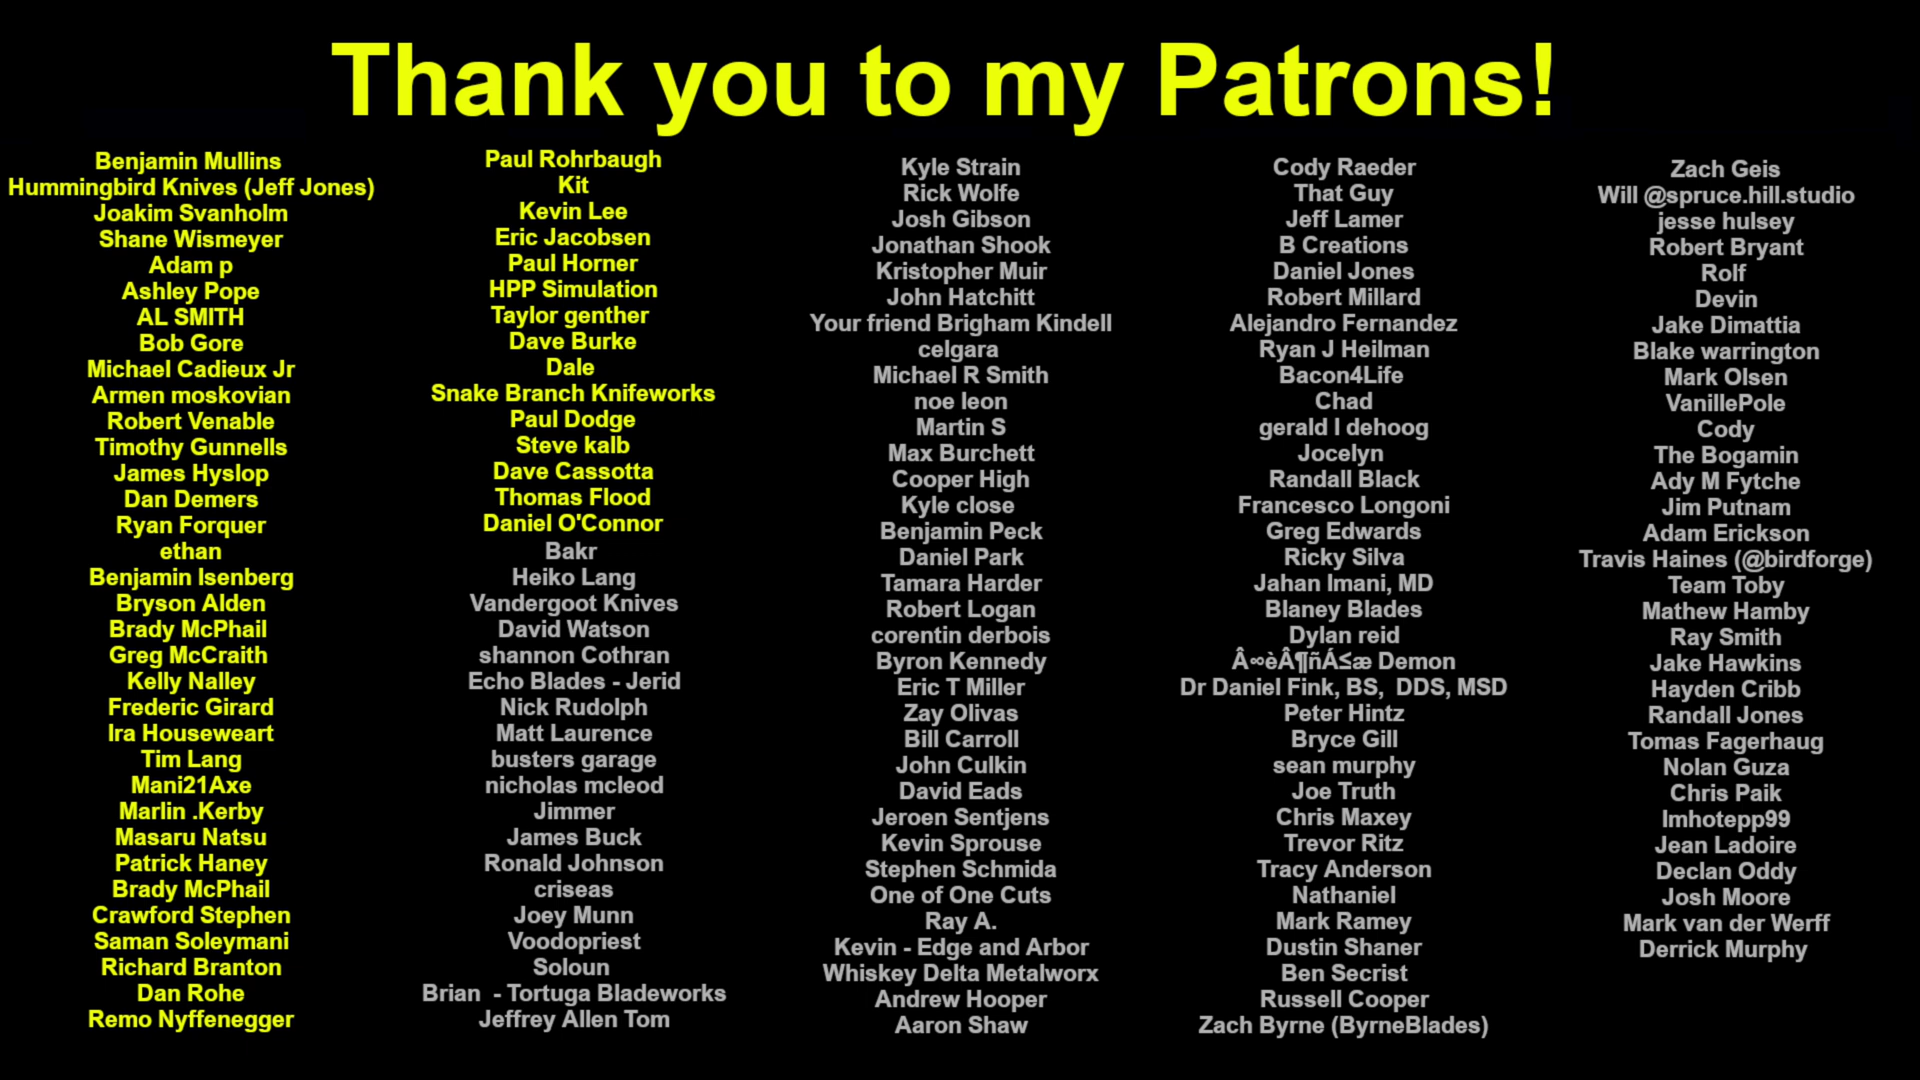 Thank you to my Patrons!
Benjamin Mullins
Hummingbird Knives (Jeff Jones)
Joakim Svanholm
Shane Wismeyer
Adam p
Ashley Pope
AL SMITH
Bob Gore
Michael Cadieux Jr
Armen moskovian
Robert Venable
Timothy Gunnells
James Hyslop
Dan Demers
Ryan Forquer
ethan
Benjamin Isenberg
Bryson Alden
Brady McPhail
Greg McCraith
Kelly Nalley
Frederic Girard
Ira Houseweart
Tim Lang
Mani21Axe
Marlin .Kerby
Masaru Natsu
Patrick Haney
Brady McPhail
Crawford Stephen
Saman Soleymani
Richard Branton
Dan Rohe
Remo Nyffenegger
Paul Rohrbaugh
Kit
Kevin Lee
Eric Jacobsen
Paul Horner
HPP Simulation
Taylor genther
Dave Burke
Dale
Snake Branch Knifeworks
Paul Dodge
Steve kalb
Dave Cassotta
Thomas Flood
Daniel O'Connor
Bakr
Heiko Lang
Vandergoot Knives
David Watson
shannon Cothran
Echo Blades - Jerid
Nick Rudolph
Matt Laurence
busters garage
nicholas mcleod
Jimmer
James Buck
Ronald Johnson
criseas
Joey Munn
Voodopriest
Soloun
Brian  - Tortuga Bladeworks
Jeffrey Allen Tom
Kyle Strain
Rick Wolfe
Josh Gibson
Jonathan Shook
Kristopher Muir
John Hatchitt
Your friend Brigham Kindell
celgara
Michael R Smith
noe leon
Martin S
Max Burchett
Cooper High
Kyle close
Benjamin Peck
Daniel Park
Tamara Harder
Robert Logan
corentin derbois
Byron Kennedy
Eric T Miller
Zay Olivas
Bill Carroll
John Culkin
David Eads
Jeroen Sentjens
Kevin Sprouse
Stephen Schmida
One of One Cuts
Ray A.
Kevin - Edge and Arbor
Whiskey Delta Metalworx
Andrew Hooper
Aaron Shaw
Cody Raeder
That Guy
Jeff Lamer
B Creations
Daniel Jones
Robert Millard
Alejandro Fernandez
Ryan J Heilman
Bacon4Life
Chad
gerald l dehoog
Jocelyn
Randall Black
Francesco Longoni
Greg Edwards
Ricky Silva
Jahan Imani, MD
Blaney Blades
Dylan reid
Â∞èÂ¶ñÁ≤æ Demon
Dr Daniel Fink, BS,  DDS, MSD
Peter Hintz
Bryce Gill
sean murphy
Joe Truth
Chris Maxey
Trevor Ritz
Tracy Anderson
Nathaniel
Mark Ramey
Dustin Shaner
Ben Secrist
Russell Cooper
Zach Byrne (ByrneBlades)
Zach Geis
Will @spruce.hill.studio
jesse hulsey
Robert Bryant
Rolf
Devin
Jake Dimattia
Blake warrington
Mark Olsen
VanillePole
Cody
The Bogamin
Ady M Fytche
Jim Putnam
Adam Erickson
Travis Haines (@birdforge)
Team Toby
Mathew Hamby
Ray Smith
Jake Hawkins
Hayden Cribb
Randall Jones
Tomas Fagerhaug
Nolan Guza
Chris Paik
Imhotepp99
Jean Ladoire
Declan Oddy
Josh Moore
Mark van der Werff
Derrick Murphy